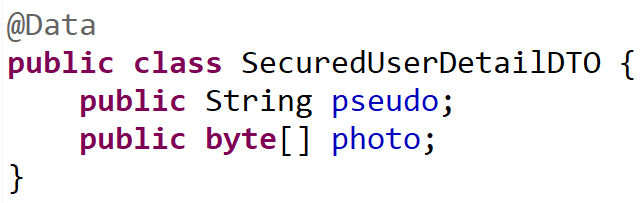 @Data
public class SecuredUserDetailDTO {
    public String pseudo;
    public byte[] photo;
}